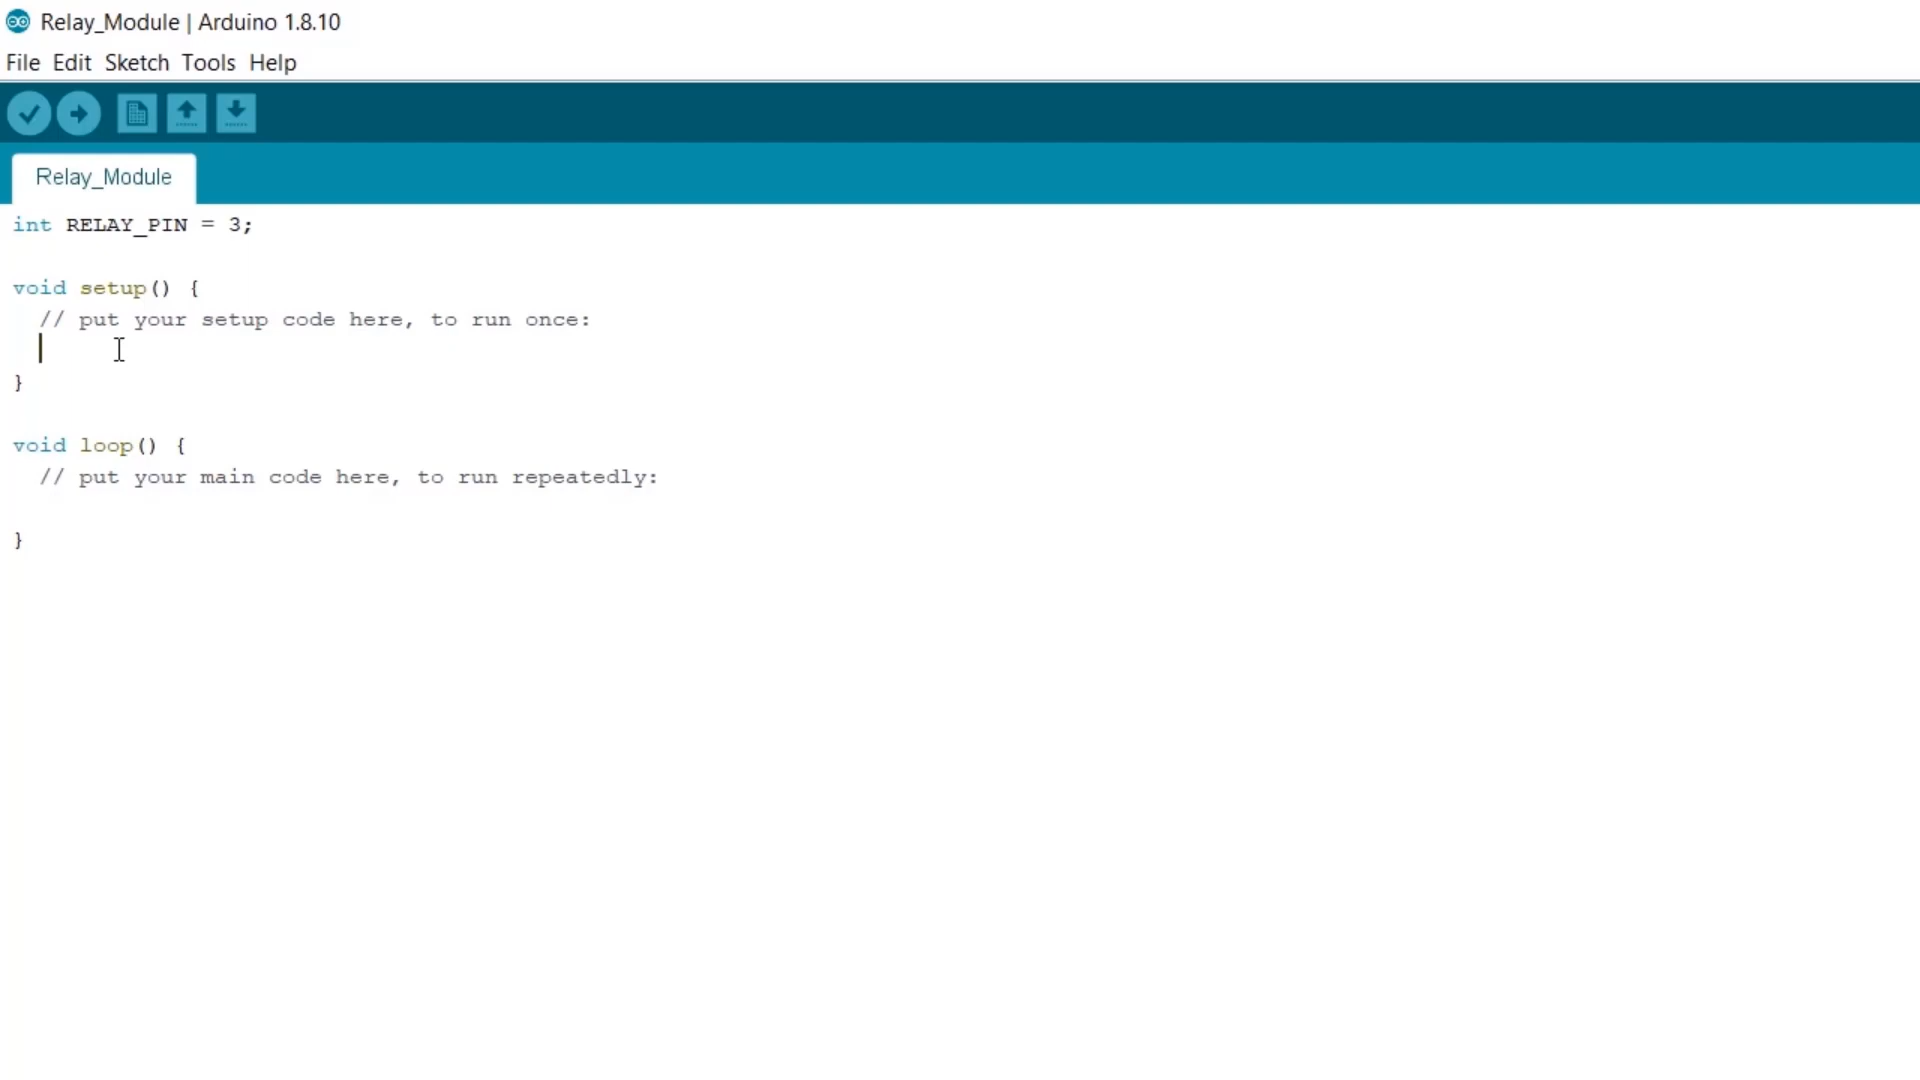 Relay_Module | Arduino 1.8.10
File Edit Sketch Tools Help
Relay_Module
int RELAY_PIN = 3;
void setup() {
// put your setup code here, to run once:
}
void loop() {
// put your main code here, to run repeatedly:
}